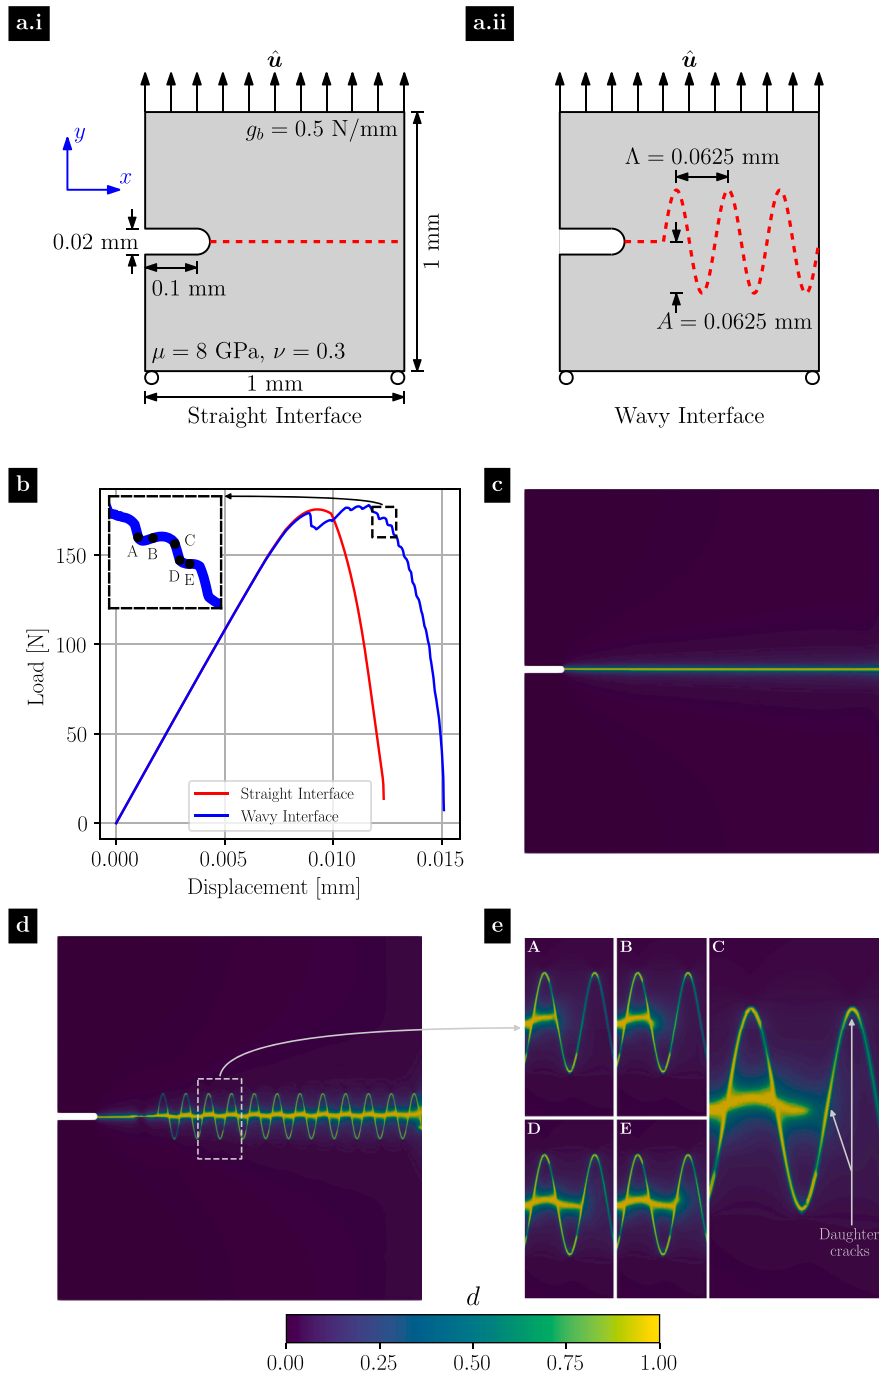 a.i
a.ii
û
û
g_b = 0.5 N/mm
y
x
Λ = 0.0625 mm
0.02 mm
1 mm
0.1 mm
A = 0.0625 mm
μ = 8 GPa, ν = 0.3
1 mm
Straight Interface
Wavy Interface
b
c
A
B
C
D
E
150
100
50
0
Load [N]
Straight Interface
Wavy Interface
0.000
0.005
0.010
0.015
Displacement [mm]
d
e
A
B
C
D
E
Daughter
cracks
d
0.00
0.25
0.50
0.75
1.00